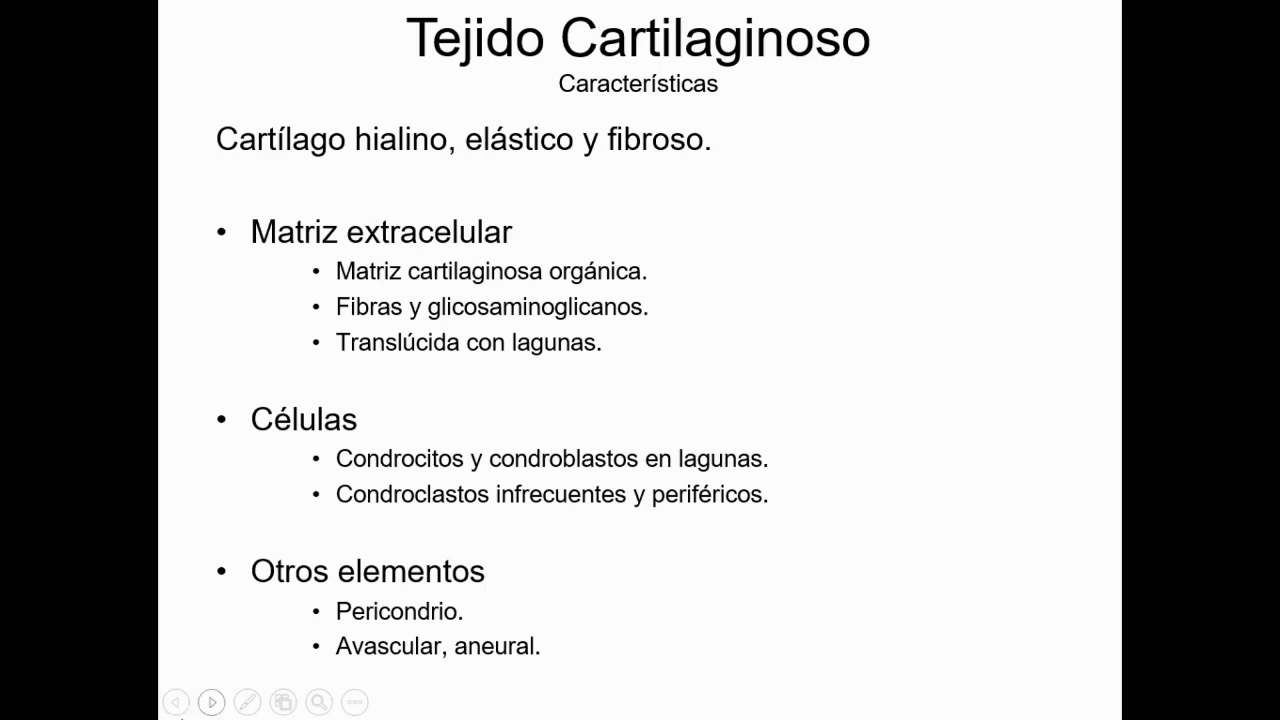 Tejido Cartilaginoso
Características
Cartílago hialino, elástico y fibroso.
• Matriz extracelular
• Matriz cartilaginosa orgánica.
• Fibras y glicosaminoglicanos.
• Translúcida con lagunas.
• Células
• Condrocitos y condroblastos en lagunas.
• Condroclastos infrecuentes y periféricos.
• Otros elementos
• Pericondrio.
• Avascular, aneural.